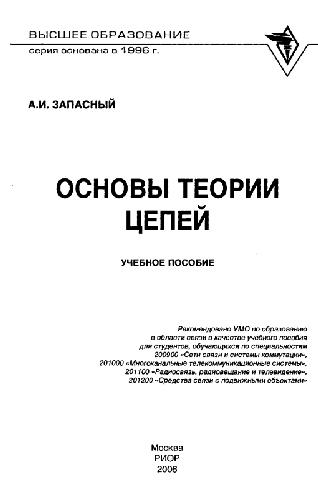 ВЫСШЕЕ ОБРАЗОВАНИЕ
серия основана в 1996 г.
А.И. ЗАПАСНЫЙ
ОСНОВЫ ТЕОРИИ
ЦЕПЕЙ
УЧЕБНОЕ ПОСОБИЕ
Рекомендовано УМО по образованию
в области связи в качестве учебного пособия
для студентов, обучающихся по специальностям
200900 «Сети связи и системы коммутации»,
201000 «Многоканальные телекоммуникационные системы»,
201100 «Радиосвязь, радиовещание и телевидение»,
201200 «Средства связи с подвижными объектами»
Москва
РИОР
2006